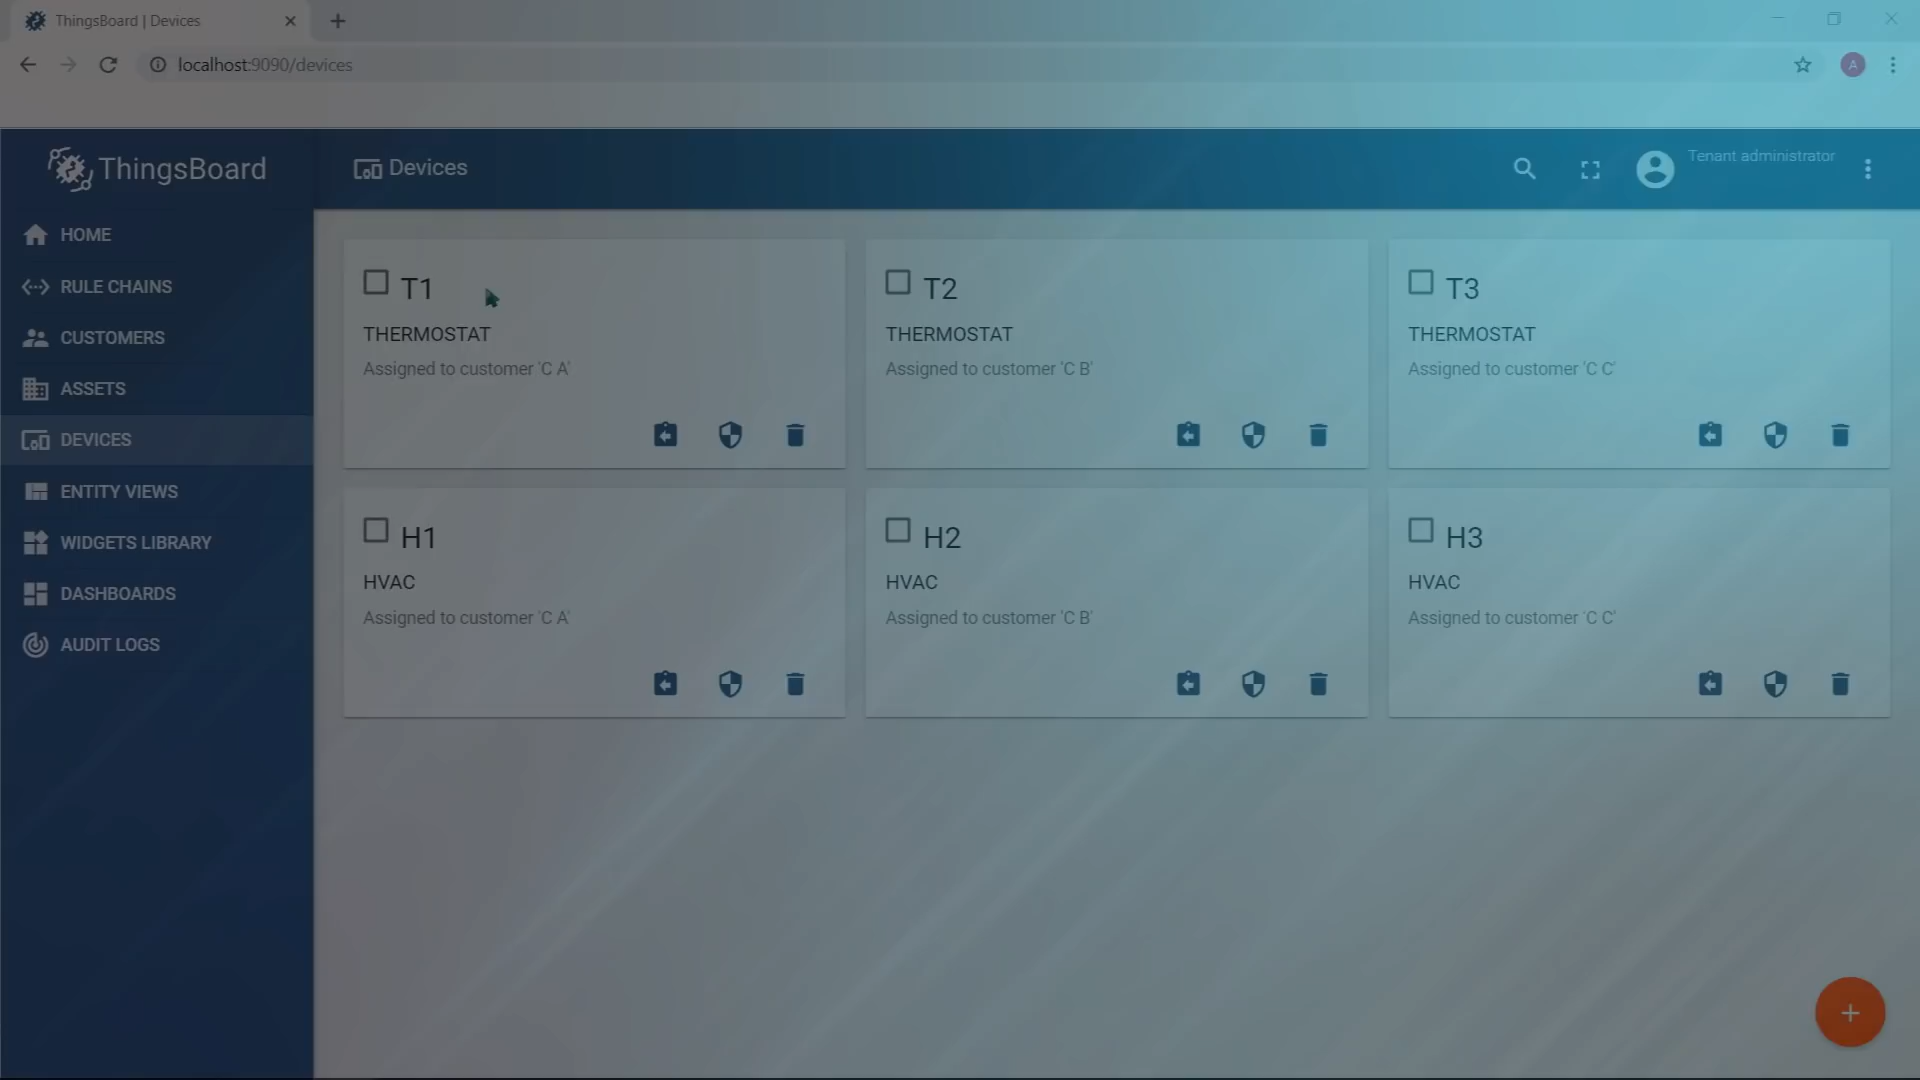 ThingsBoard | Devices
localhost:9090/devices
ThingsBoard
Devices
Tenant administrator
HOME
RULE CHAINS
CUSTOMERS
ASSETS
DEVICES
ENTITY VIEWS
WIDGETS LIBRARY
DASHBOARDS
AUDIT LOGS
T1
THERMOSTAT
Assigned to customer 'C A'
T2
THERMOSTAT
Assigned to customer 'C B'
T3
THERMOSTAT
Assigned to customer 'C C'
H1
HVAC
Assigned to customer 'C A'
H2
HVAC
Assigned to customer 'C B'
H3
HVAC
Assigned to customer 'C C'
A